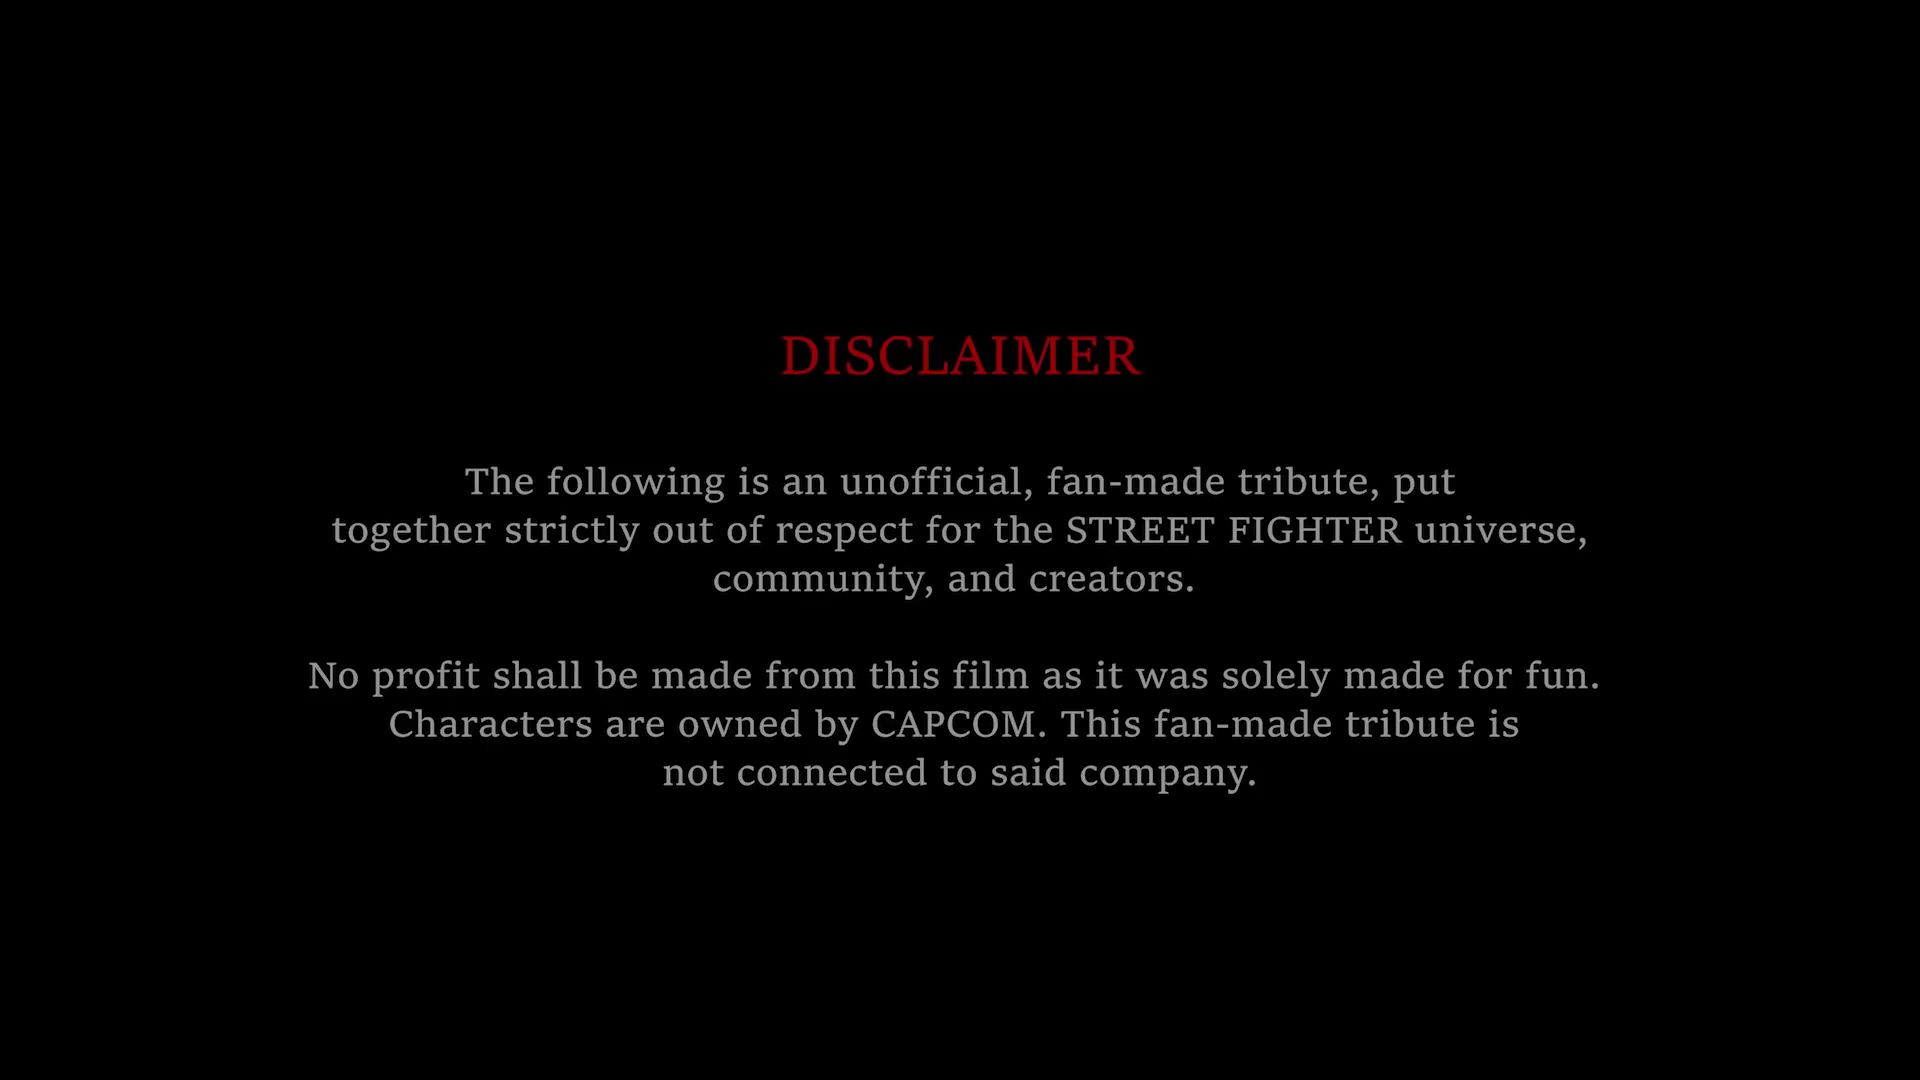 DISCLAIMER
The following is an unofficial, fan-made tribute, put
together strictly out of respect for the STREET FIGHTER universe,
community, and creators.
No profit shall be made from this film as it was solely made for fun.
Characters are owned by CAPCOM. This fan-made tribute is
not connected to said company.